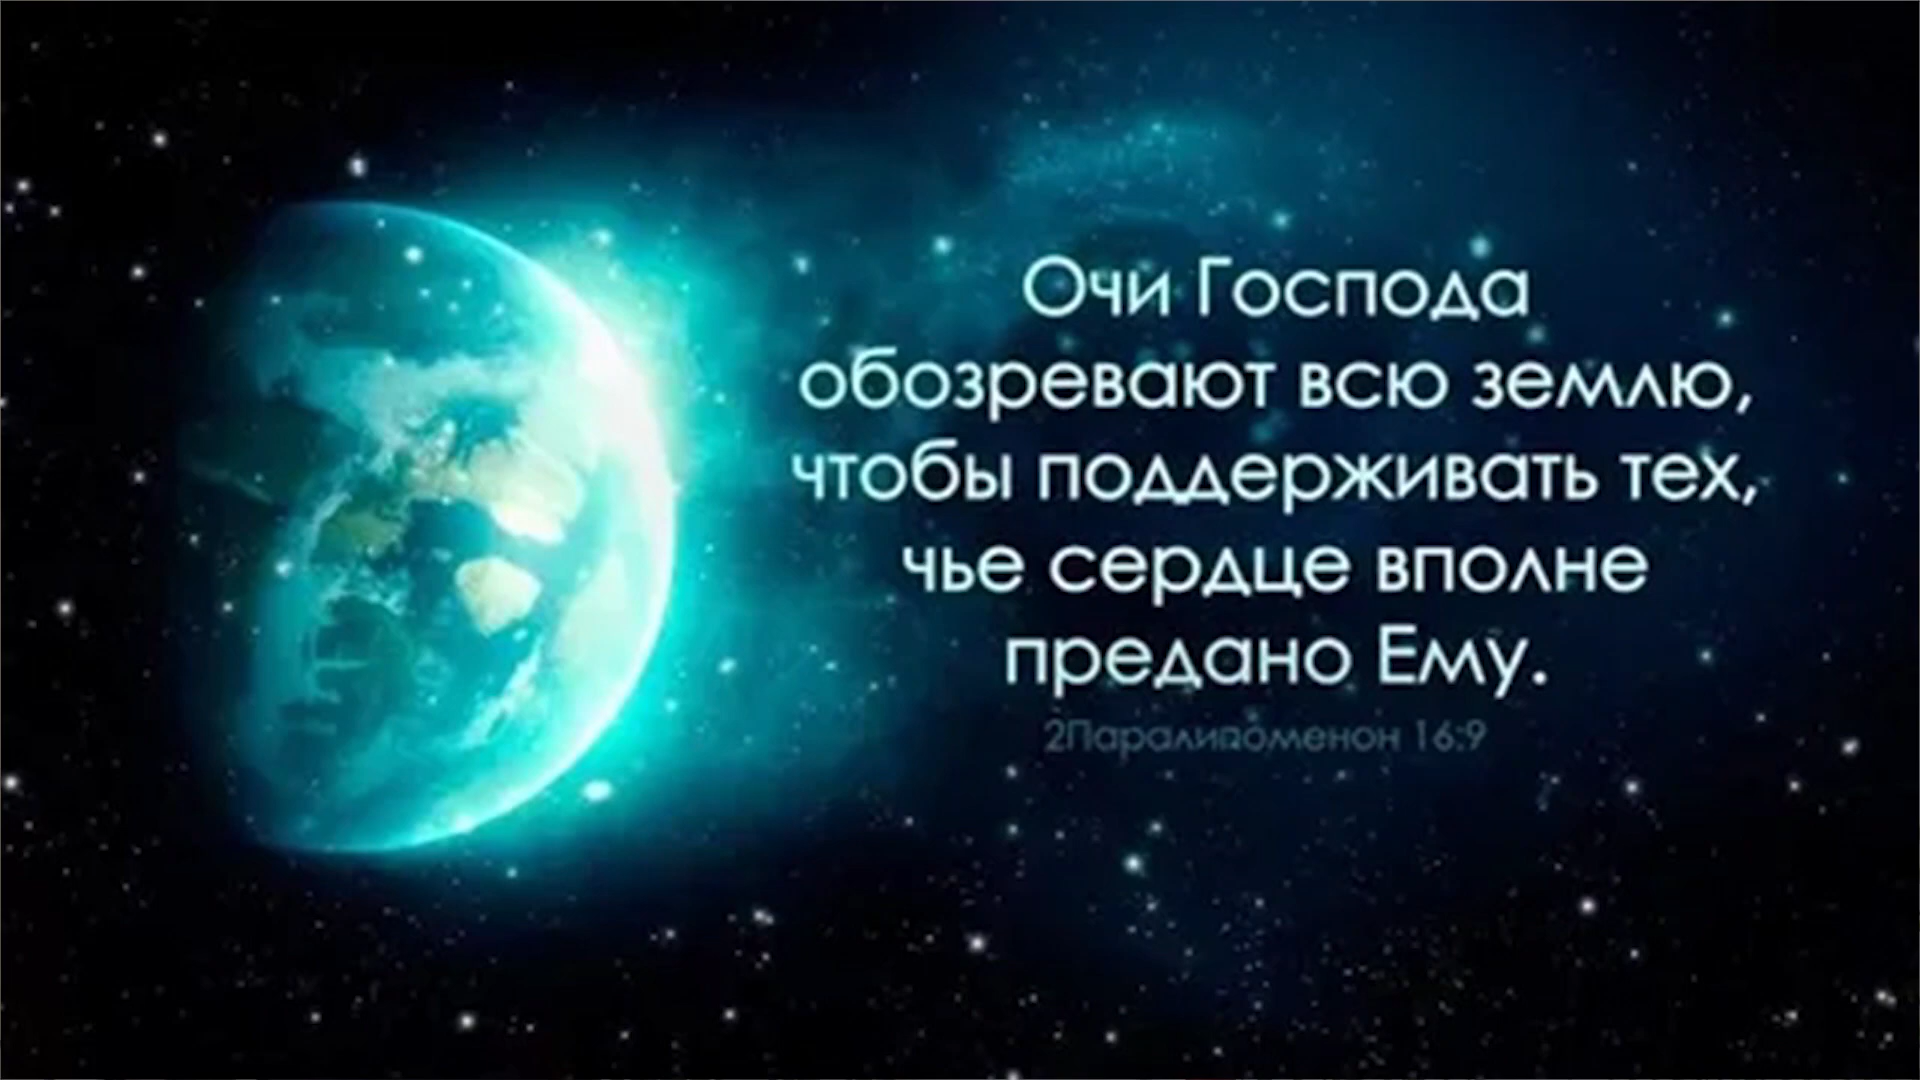 Очи Господа
обозревают всю землю,
чтобы поддерживать тех,
чье сердце вполне
предано Ему.
2Паралипоменон 16:9